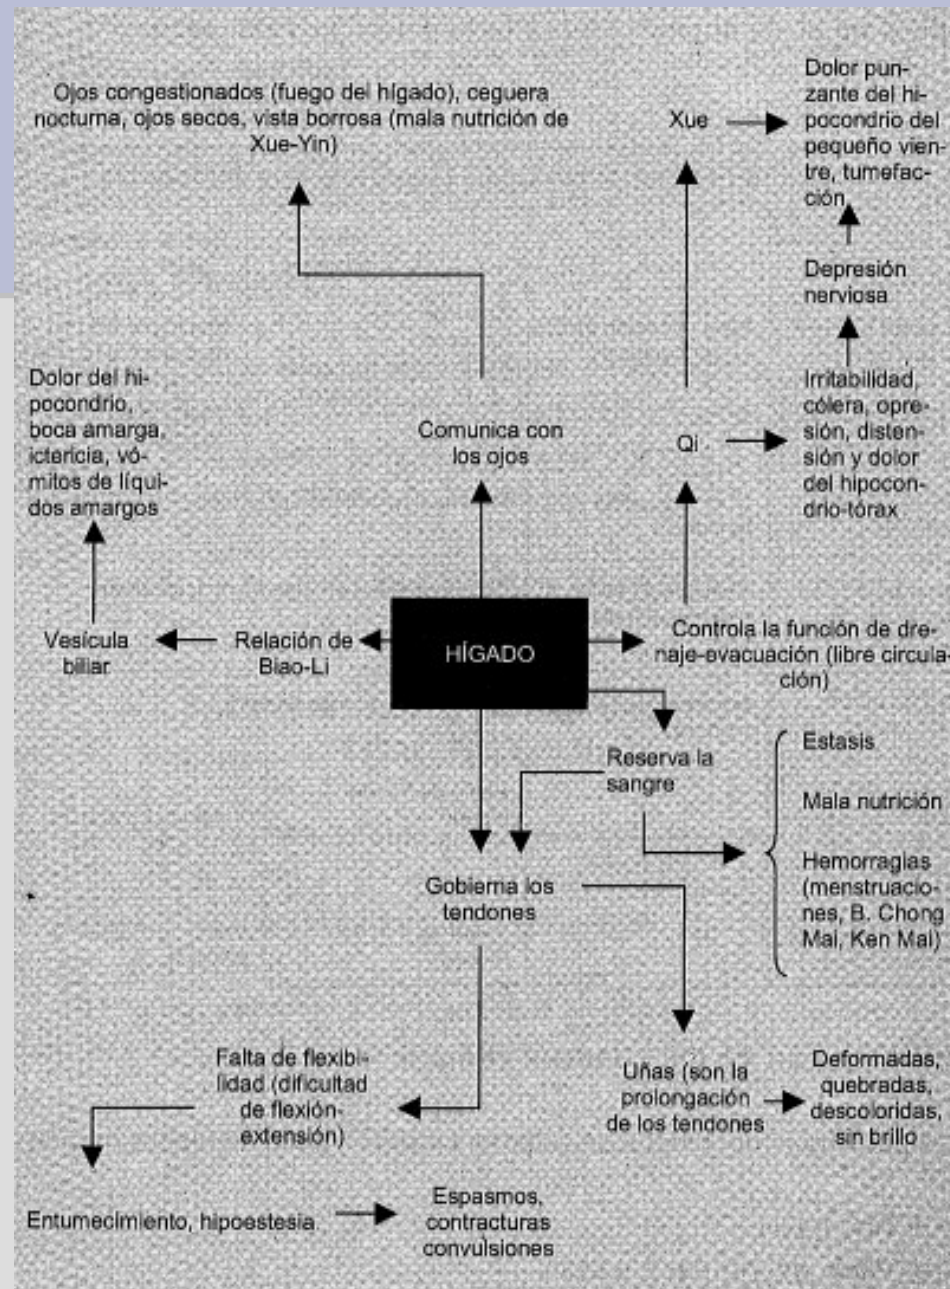 Ojos congestionados (fuego del hígado), ceguera
nocturna, ojos secos, vista borrosa (mala nutrición de
Xue-Yin)
Xue
Dolor pun-
zante del hi-
pocondrio del
pequeño vien-
tre, tumefac-
ción
Depresión
nerviosa
Dolor del hi-
pocondrio,
boca amarga,
ictericia, vó-
mitos de líqui-
dos amargos
Comunica con
los ojos
Qi
Irritabilidad,
cólera, opre-
sión, disten-
sión y dolor
del hipocon-
drio-tórax
Vesícula
biliar
Relación de
Biao-Li
HÍGADO
Controla la función de dre-
naje-evacuación (libre circula-
ción)
Reserva la
sangre
Estasis
Mala nutrición
Hemorragias
(menstruacio-
nes, B. Chong
Mai, Ken Mai)
Gobierna los
tendones
Falta de flexibi-
lidad (dificultad
de flexión-
extensión)
Uñas (son la
prolongación
de los tendones
Deformadas,
quebradas,
descoloridas,
sin brillo
Entumecimiento, hipoestesia
Espasmos,
contracturas
convulsiones